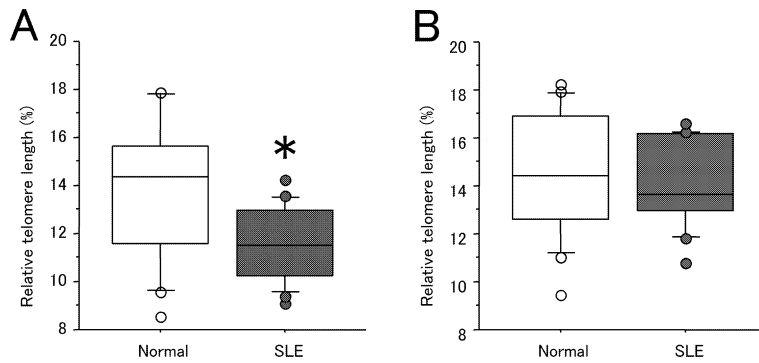 A
Relative telomere length (%)
20
18
16
14
12
10
8
*
Normal
SLE
B
Relative telomere length (%)
20
18
16
14
12
10
8
Normal
SLE